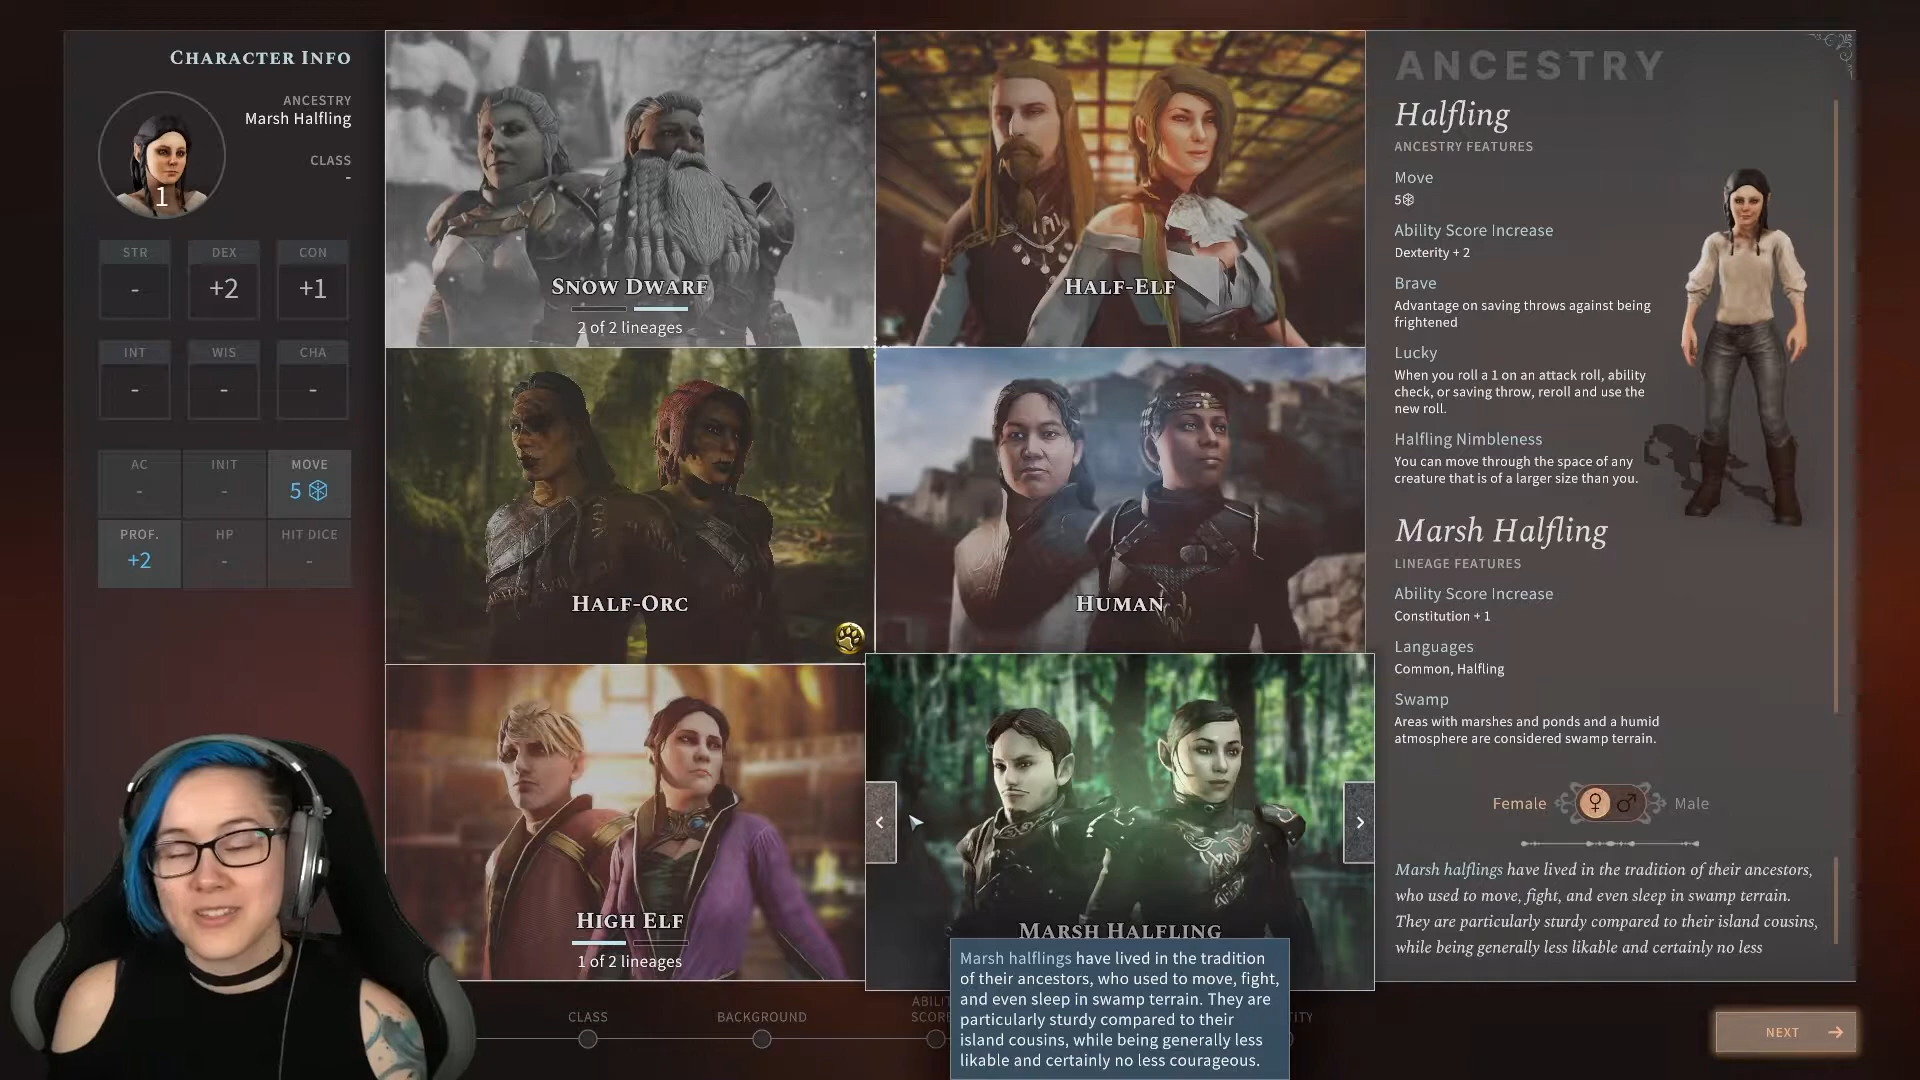 CHARACTER INFO
ANCESTRY
Marsh Halfling
CLASS
-
1
STR
DEX
CON
-
+2
+1
INT
WIS
CHA
-
-
-
AC
INIT
MOVE
-
-
5
PROF.
HP
HIT DICE
+2
-
-
SNOW DWARF
2 of 2 lineages
HALF-ELF
HALF-ORC
HUMAN
HIGH ELF
1 of 2 lineages
MARSH HALFLING
Marsh halflings have lived in the tradition
of their ancestors, who used to move, fight,
and even sleep in swamp terrain. They are
particularly sturdy compared to their
island cousins, while being generally less
likable and certainly no less courageous.
CLASS
BACKGROUND
ANCESTRY
Halfling
ANCESTRY FEATURES
Move
5
Ability Score Increase
Dexterity + 2
Brave
Advantage on saving throws against being
frightened
Lucky
When you roll a 1 on an attack roll, ability
check, or saving throw, reroll and use the
new roll.
Halfling Nimbleness
You can move through the space of any
creature that is of a larger size than you.
Marsh Halfling
LINEAGE FEATURES
Ability Score Increase
Constitution + 1
Languages
Common, Halfling
Swamp
Areas with marshes and ponds and a humid
atmosphere are considered swamp terrain.
Female
Male
Marsh halflings have lived in the tradition of their ancestors,
who used to move, fight, and even sleep in swamp terrain.
They are particularly sturdy compared to their island cousins,
while being generally less likable and certainly no less
NEXT